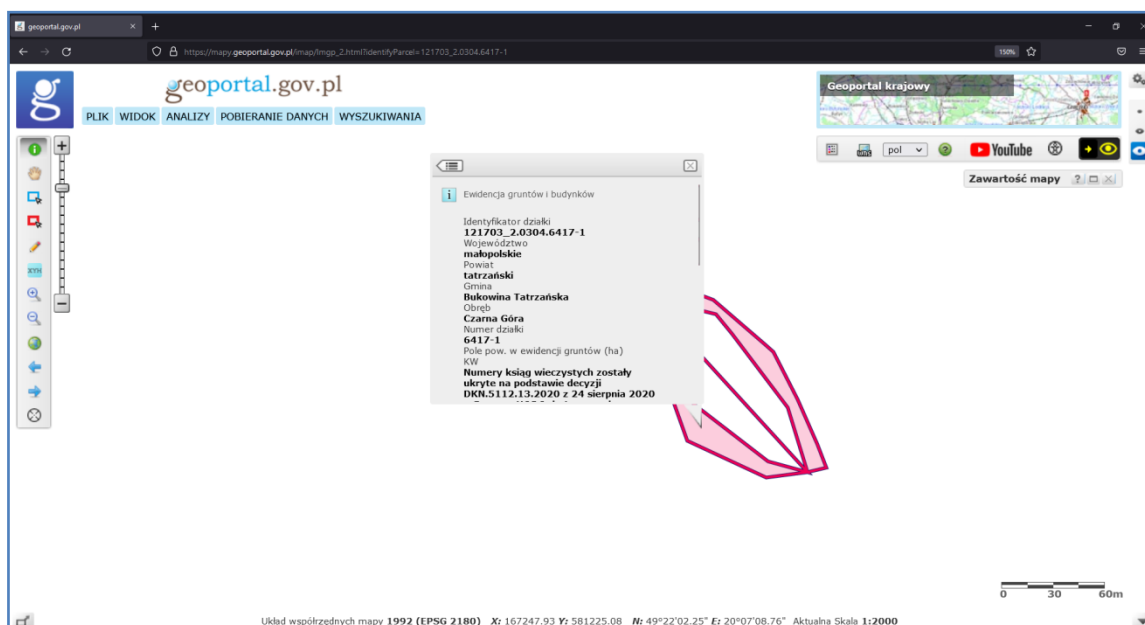 geoportal.gov.pl
https://mapy.geoportal.gov.pl/imap/Imgp_2.html?identifyParcel=121703_2.0304.6417-1
150%
geoportal.gov.pl
Geoportal krajowy
PLIK WIDOK ANALIZY POBIERANIE DANYCH WYSZUKIWANIA
pol
YouTube
Zawartość mapy
XYH
Ewidencja gruntów i budynków
Identyfikator działki
121703_2.0304.6417-1
Województwo
małopolskie
Powiat
tatrzański
Gmina
Bukowina Tatrzańska
Obręb
Czarna Góra
Numer działki
6417-1
Pole pow. w ewidencji gruntów (ha)
KW
Numery ksiąg wieczystych zostały
ukryte na podstawie decyzji
DKN.5112.13.2020 z 24 sierpnia 2020
0 30 60m
Układ współrzędnych mapy 1992 (EPSG 2180) X: 167247.93 Y: 581225.08 N: 49°22'02.25" E: 20°07'08.76" Aktualna Skala 1:2000